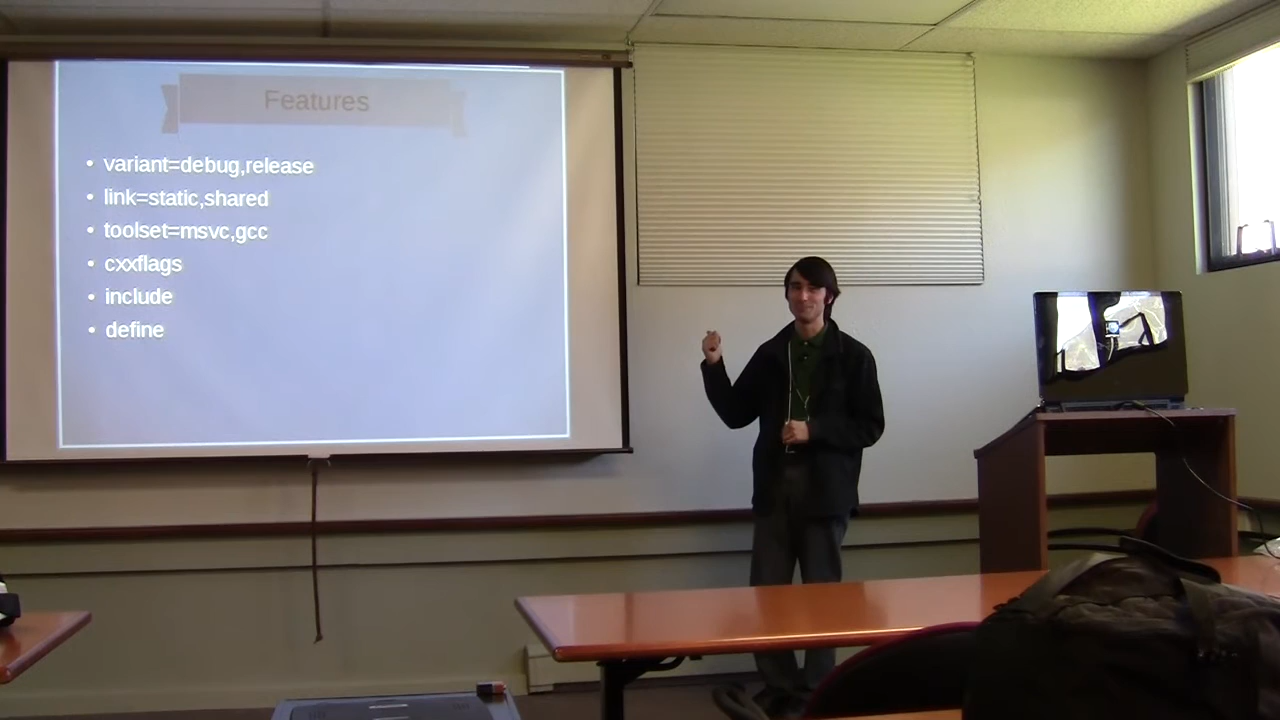 Features
• variant=debug,release
• link=static,shared
• toolset=msvc,gcc
• cxxflags
• include
• define